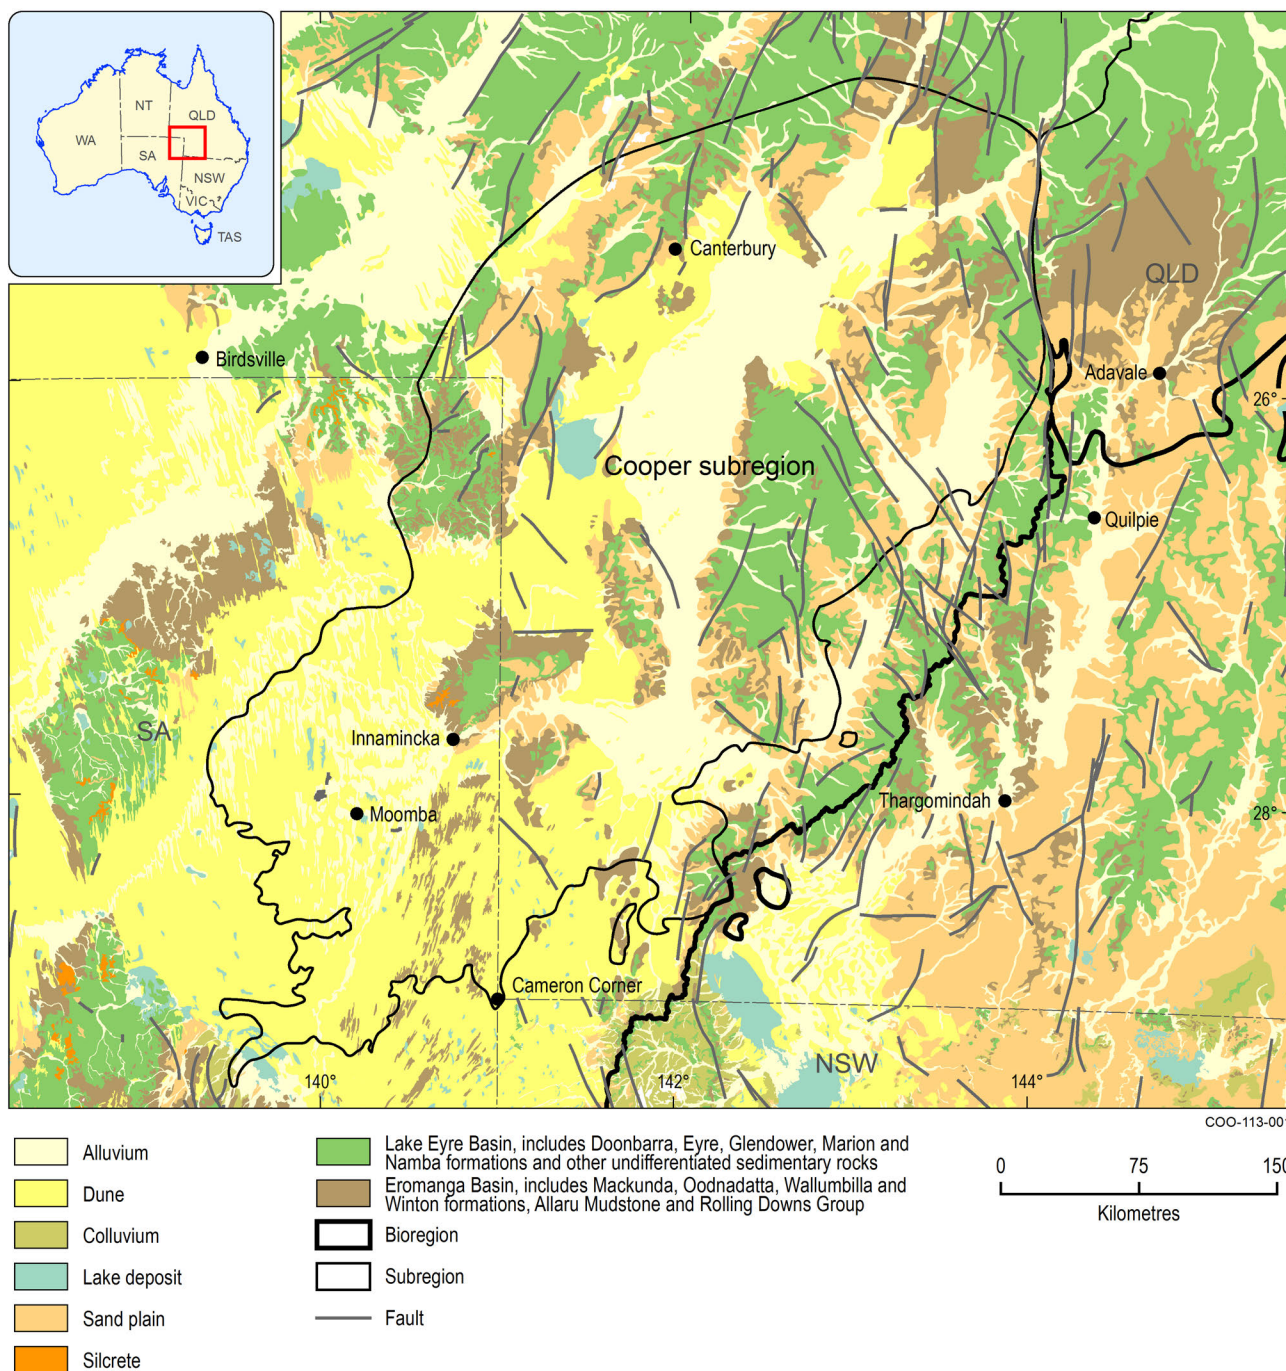 NT
QLD
WA
SA
NSW
VIC
TAS
Canterbury
QLD
Birdsville
Adavale
26°
Cooper subregion
Quilpie
SA
Innamincka
Moomba
Thargomindah
28°
Cameron Corner
NSW
140°
142°
144°
COO-113-001
Alluvium
Dune
Colluvium
Lake deposit
Sand plain
Silcrete
Lake Eyre Basin, includes Doonbarra, Eyre, Glendower, Marion and
Namba formations and other undifferentiated sedimentary rocks
Eromanga Basin, includes Mackunda, Oodnadatta, Wallumbilla and
Winton formations, Allaru Mudstone and Rolling Downs Group
Bioregion
Subregion
Fault
0 75 150
Kilometres